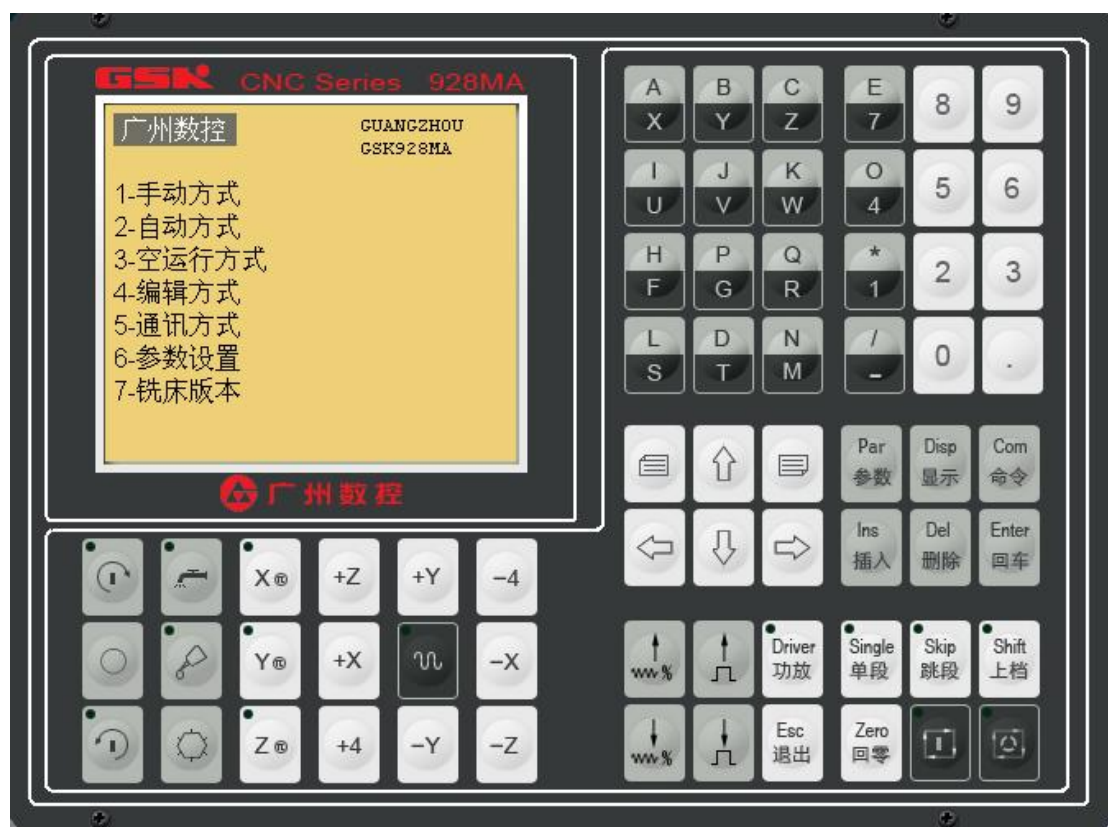 GSK CNC Series 928MA
广州数控
GUANGZHOU
GSK928MA
1-手动方式
2-自动方式
3-空运行方式
4-编辑方式
5-通讯方式
6-参数设置
7-铣床版本
广州数控
A B C E
X Y Z 7 8 9
I J K O
U V W 4 5 6
H P Q *
F G R 1 2 3
L D N /
S T M - 0 .
Par Disp Com
参数 显示 命令
Ins Del Enter
插入 删除 回车
X +Z +Y -4
Y +X -X
Z +4 -Y -Z
% Driver Single Skip Shift
功放 单段 跳段 上档
% Esc Zero
退出 回零